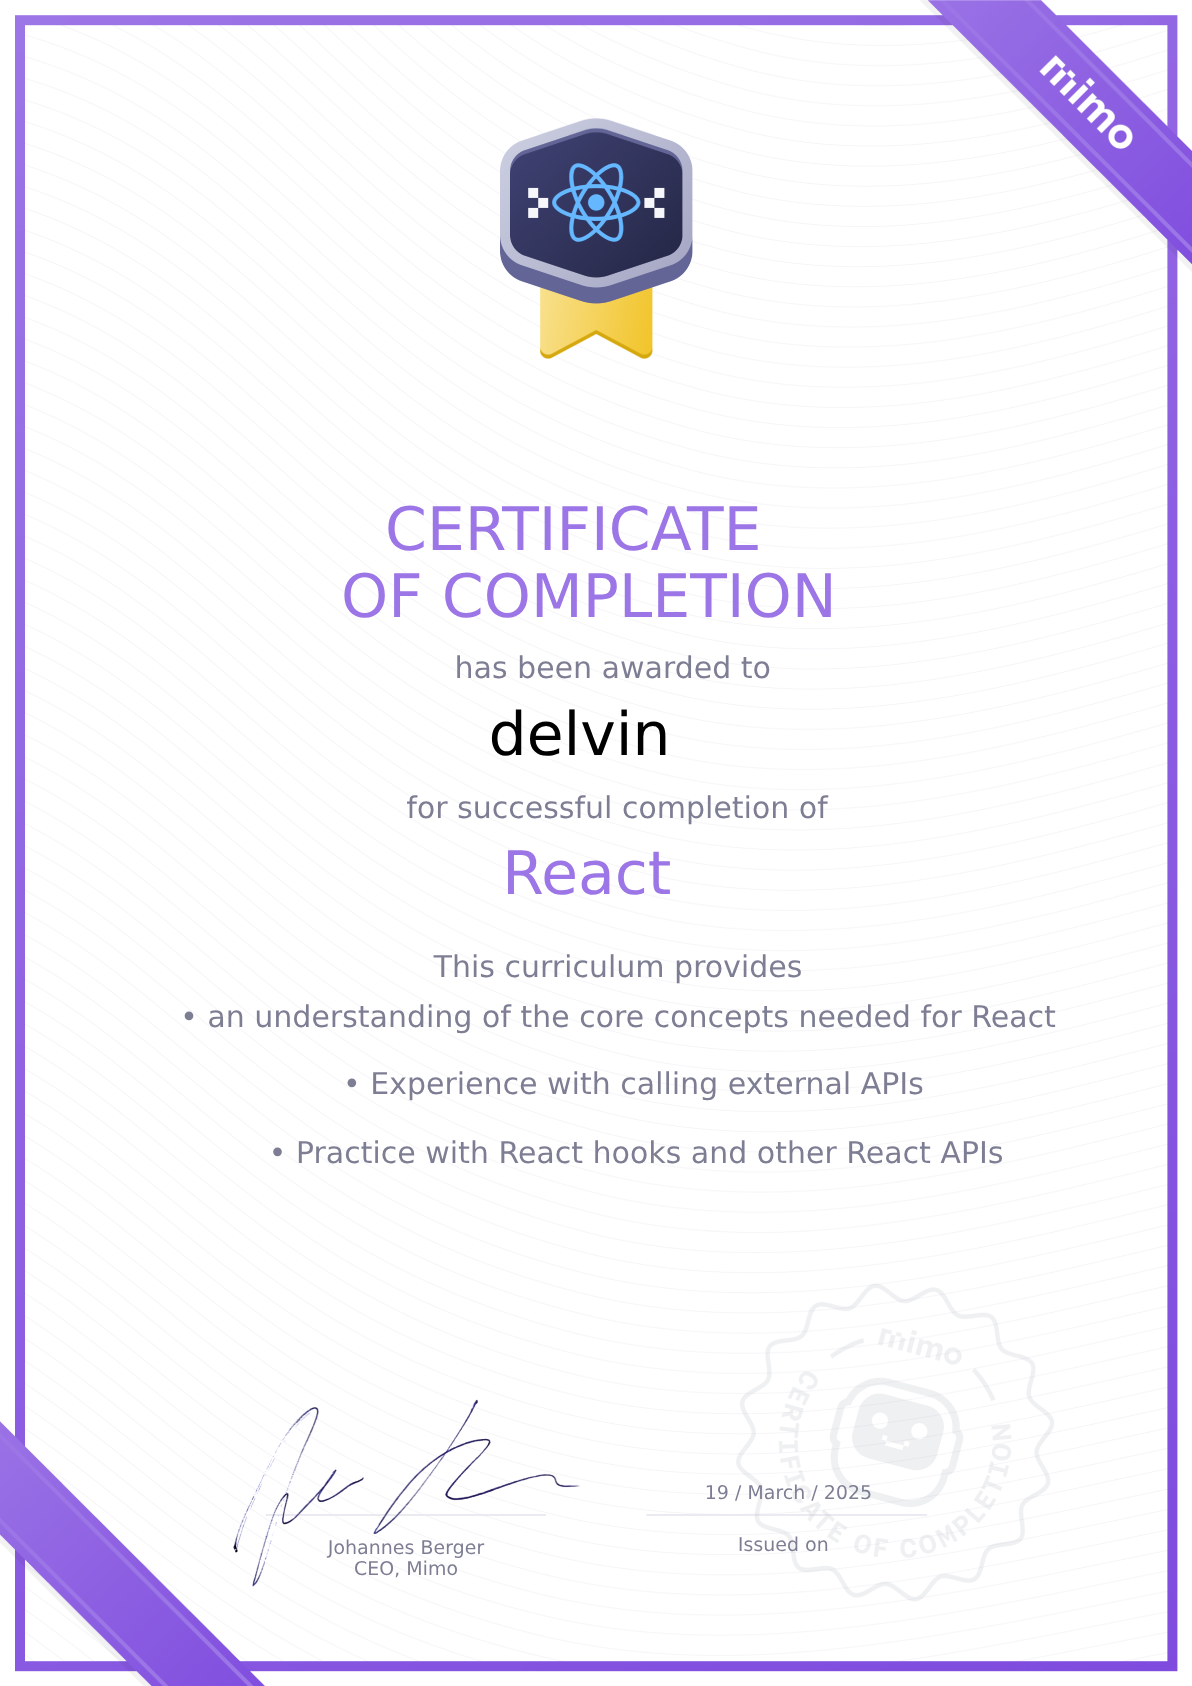 mimo
CERTIFICATE
OF COMPLETION
has been awarded to
delvin
for successful completion of
React
This curriculum provides
• an understanding of the core concepts needed for React
• Experience with calling external APIs
• Practice with React hooks and other React APIs
mimo
CERTIFICATE OF COMPLETION
19 / March / 2025
Issued on
Johannes Berger
CEO, Mimo